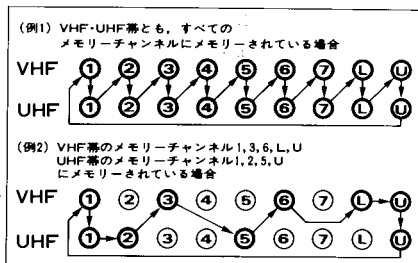 (例1) VHF・UHF帯とも,すべての
メモリーチャンネルにメモリーされている場合
VHF 1 2 3 4 5 6 7 L U
UHF 1 2 3 4 5 6 7 L U
(例2) VHF帯のメモリーチャンネル1,3,6,L,U
UHF帯のメモリーチャンネル1,2,5,U
にメモリーされている場合
VHF 1 2 3 4 5 6 7 L U
UHF 1 2 3 4 5 6 7 L U